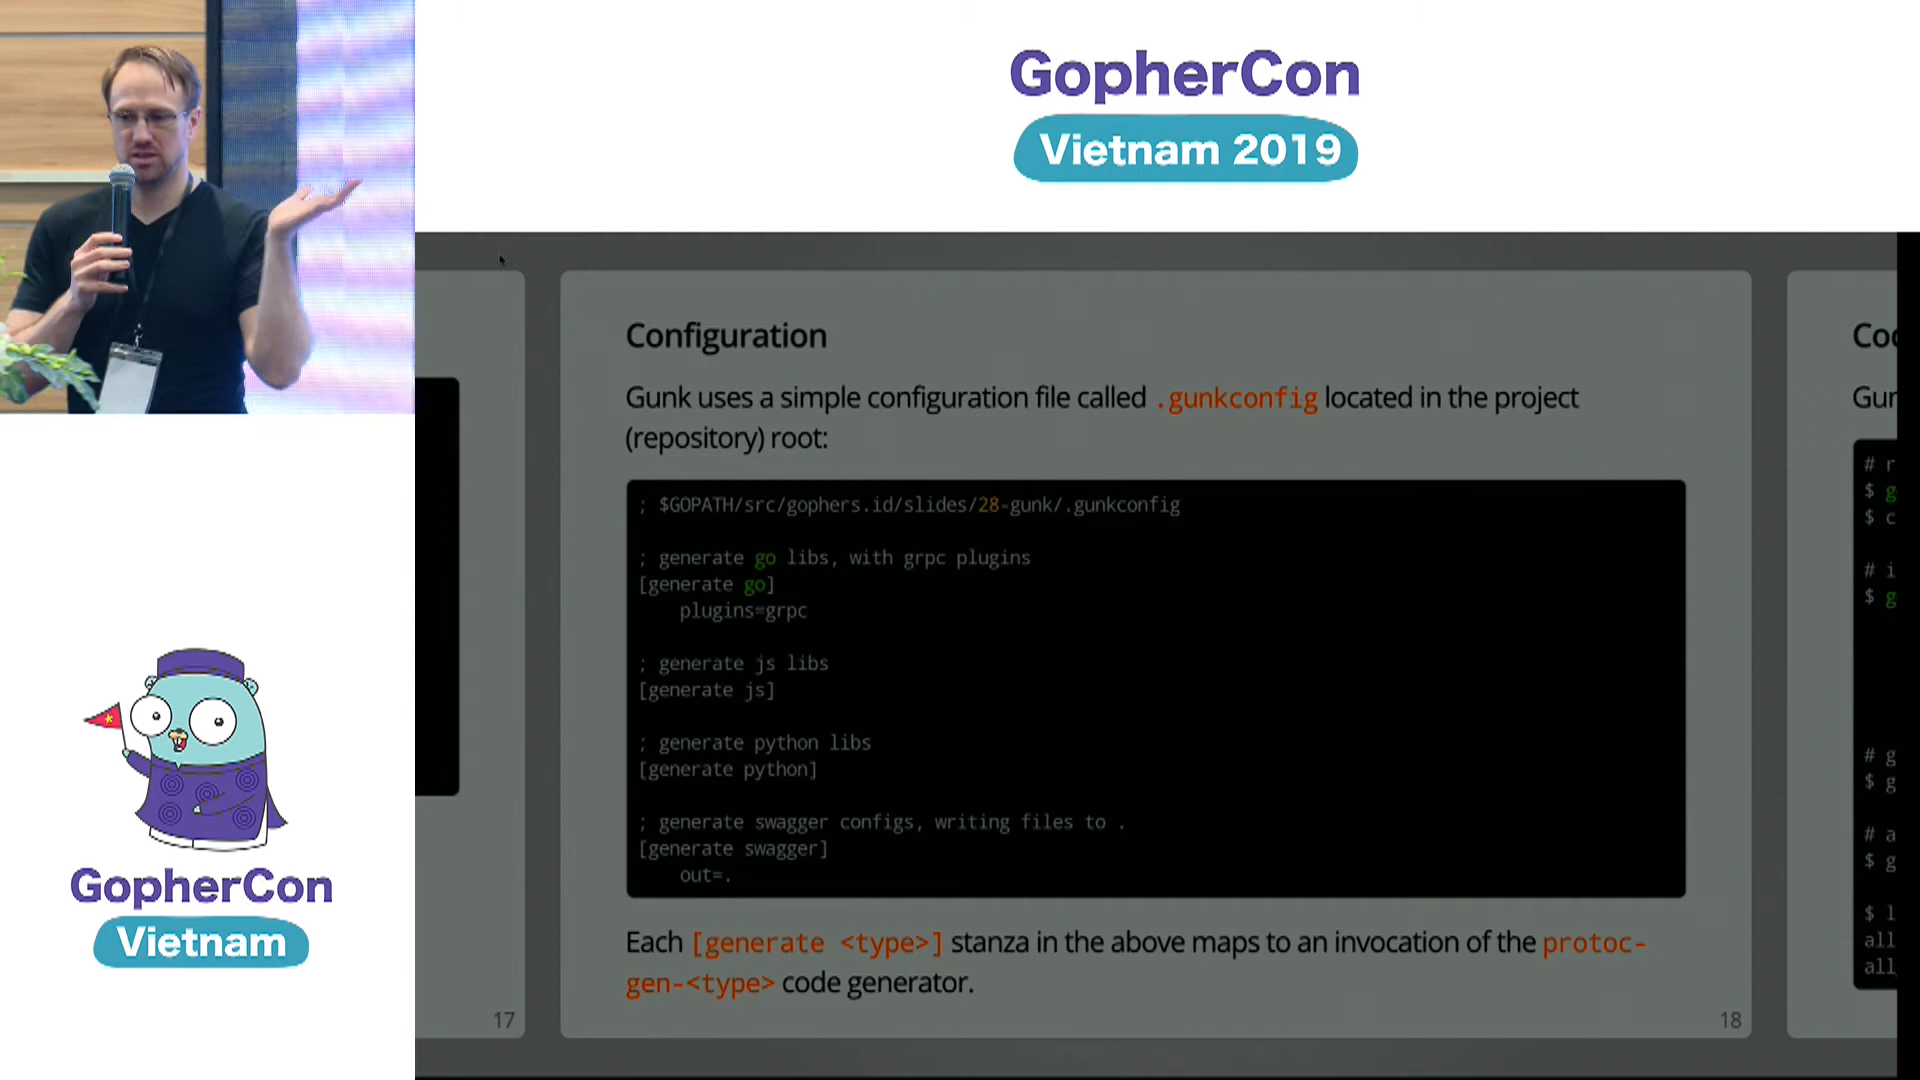 GopherCon
Vietnam 2019
Configuration
Gunk uses a simple configuration file called .gunkconfig located in the project
(repository) root:
; $GOPATH/src/gophers.id/slides/28-gunk/.gunkconfig
; generate go libs, with grpc plugins
[generate go]
plugins=grpc
; generate js libs
[generate js]
; generate python libs
[generate python]
; generate swagger configs, writing files to .
[generate swagger]
out=.
Each [generate <type>] stanza in the above maps to an invocation of the protoc-
gen-<type> code generator.
17
18
# r
$ g
$ c
# i
$ g
# g
$ g
# a
$ g
$ l
all
all
GopherCon
Vietnam